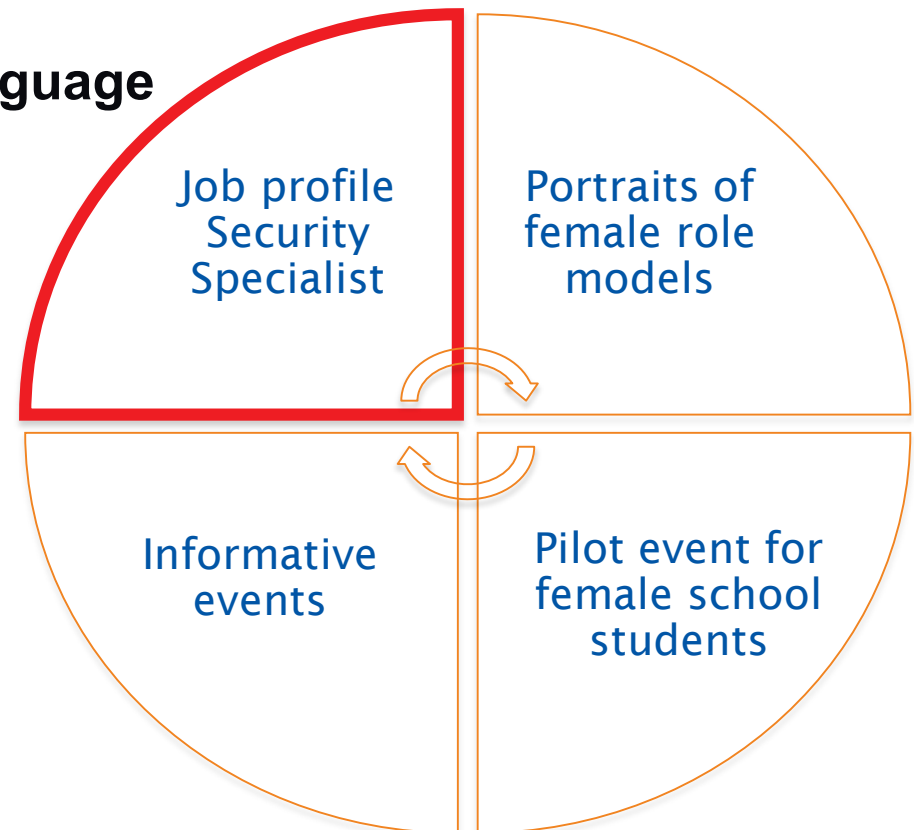 guage
Job profile
Security
Specialist
Portraits of
female role
models
Informative
events
Pilot event for
female school
students